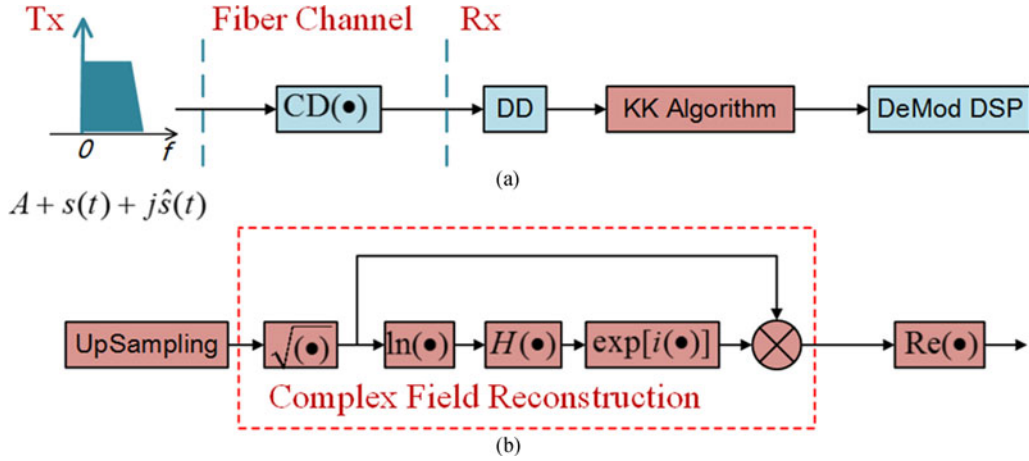 Tx
Fiber Channel
Rx
CD(•)
DD
KK Algorithm
DeMod DSP
0
f
(a)
A + s(t) + jŝ(t)
UpSampling
√(•)
ln(•)
H(•)
exp[i(•)]
Re(•)
Complex Field Reconstruction
(b)